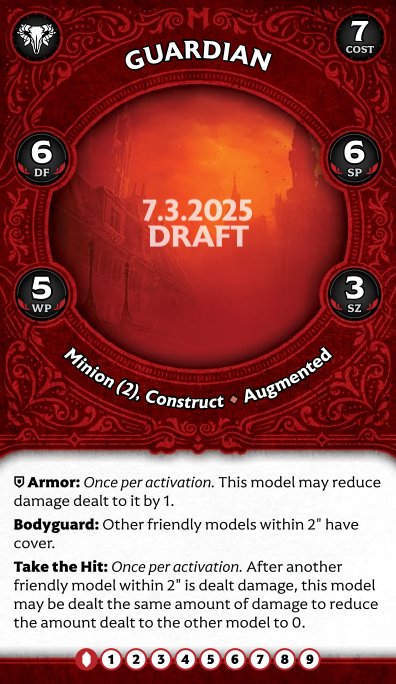 GUARDIAN
7
COST
6
DF
6
SP
7.3.2025
DRAFT
5
WP
3
SZ
Minion (2), Construct • Augmented
Armor: Once per activation. This model may reduce
damage dealt to it by 1.
Bodyguard: Other friendly models within 2" have
cover.
Take the Hit: Once per activation. After another
friendly model within 2" is dealt damage, this model
may be dealt the same amount of damage to reduce
the amount dealt to the other model to 0.
1 2 3 4 5 6 7 8 9